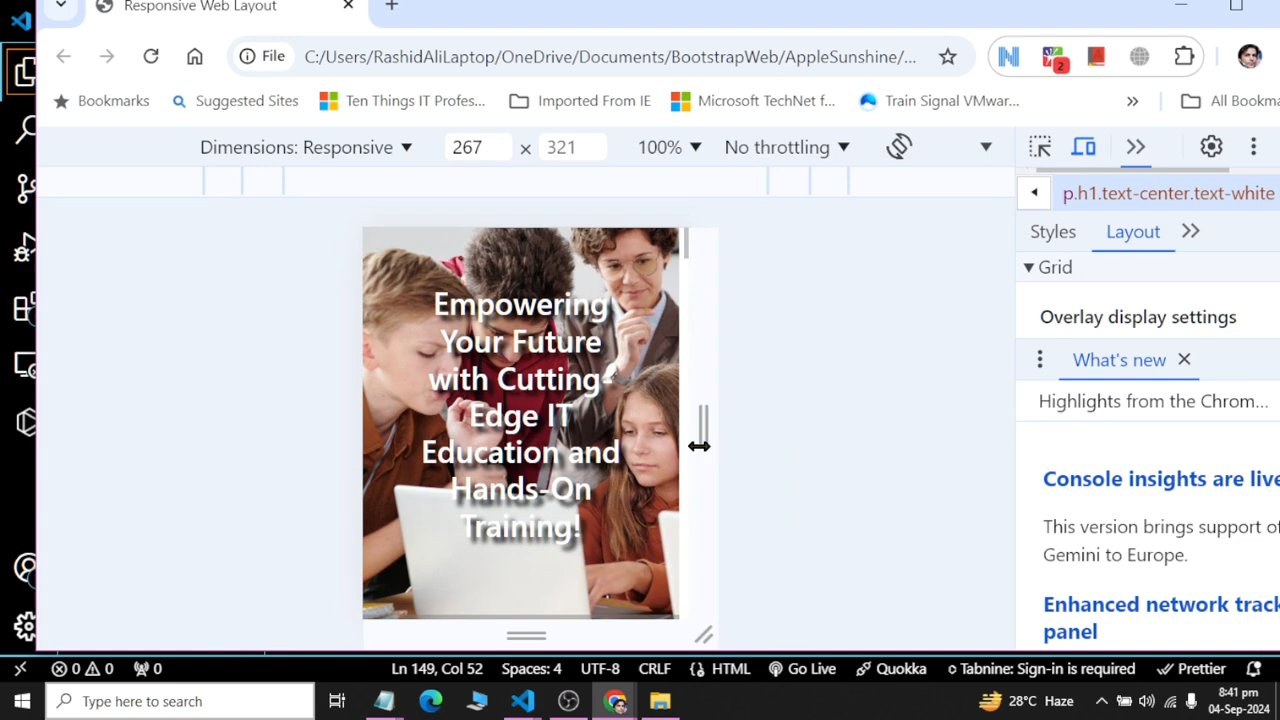 Responsive Web Layout
File
C:/Users/RashidAliLaptop/OneDrive/Documents/BootstrapWeb/AppleSunshine/...
2
Bookmarks
Suggested Sites
Ten Things IT Profes...
Imported From IE
Microsoft TechNet f...
Train Signal VMwar...
All Bookma
Dimensions: Responsive
267
×
321
100%
No throttling
p.h1.text-center.text-white
Styles
Layout
Grid
Overlay display settings
What's new
Highlights from the Chrom...
Console insights are live
This version brings support of
Gemini to Europe.
Enhanced network track
panel
Empowering
Your Future
with Cutting-
Edge IT
Education and
Hands-On
Training!
0
0
0
Ln 149, Col 52
Spaces: 4
UTF-8
CRLF
HTML
Go Live
Quokka
Tabnine: Sign-in is required
Prettier
Type here to search
28°C Haze
8:41 pm
04-Sep-2024